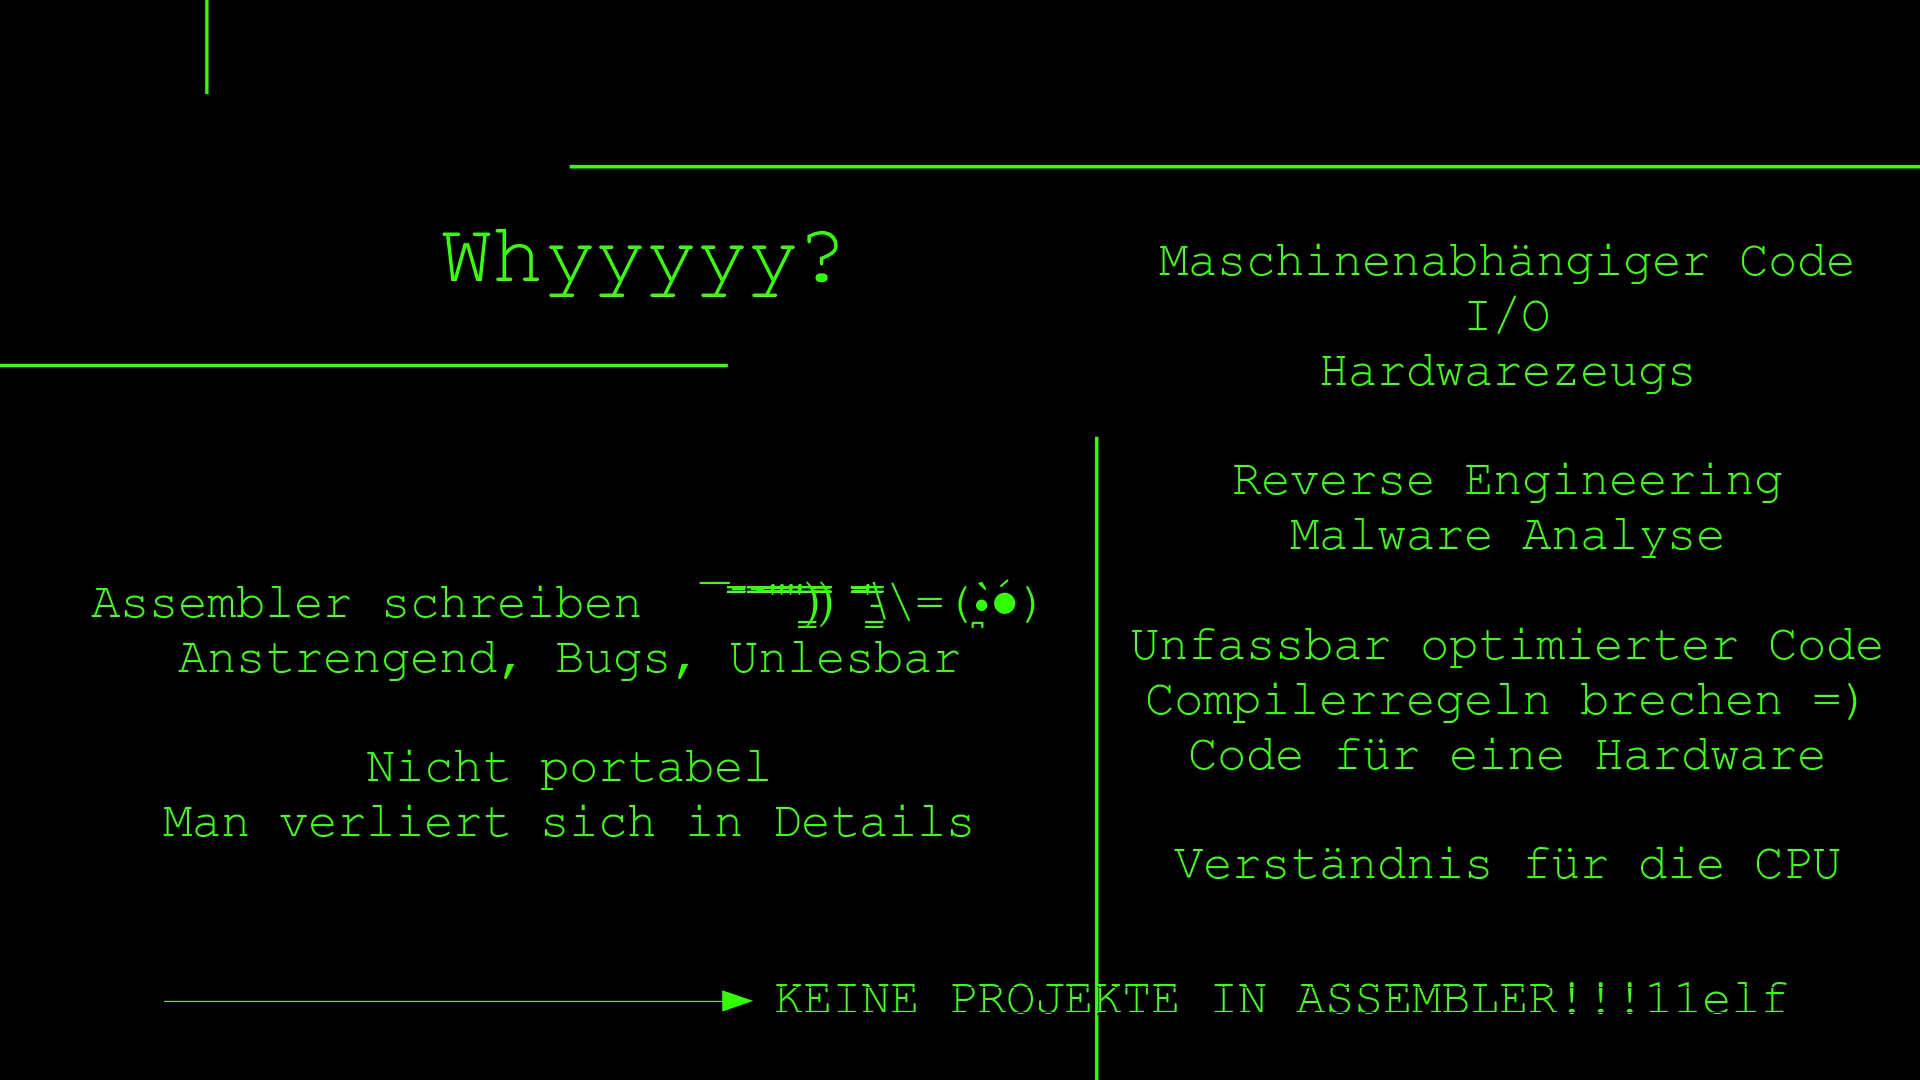 Whyyyyy?
Assembler schreiben
Anstrengend, Bugs, Unlesbar
Nicht portabel
Man verliert sich in Details
Maschinenabhängiger Code
I/O
Hardwarezeugs
Reverse Engineering
Malware Analyse
Unfassbar optimierter Code
Compilerregeln brechen =)
Code für eine Hardware
Verständnis für die CPU
KEINE PROJEKTE IN ASSEMBLER!!!11elf